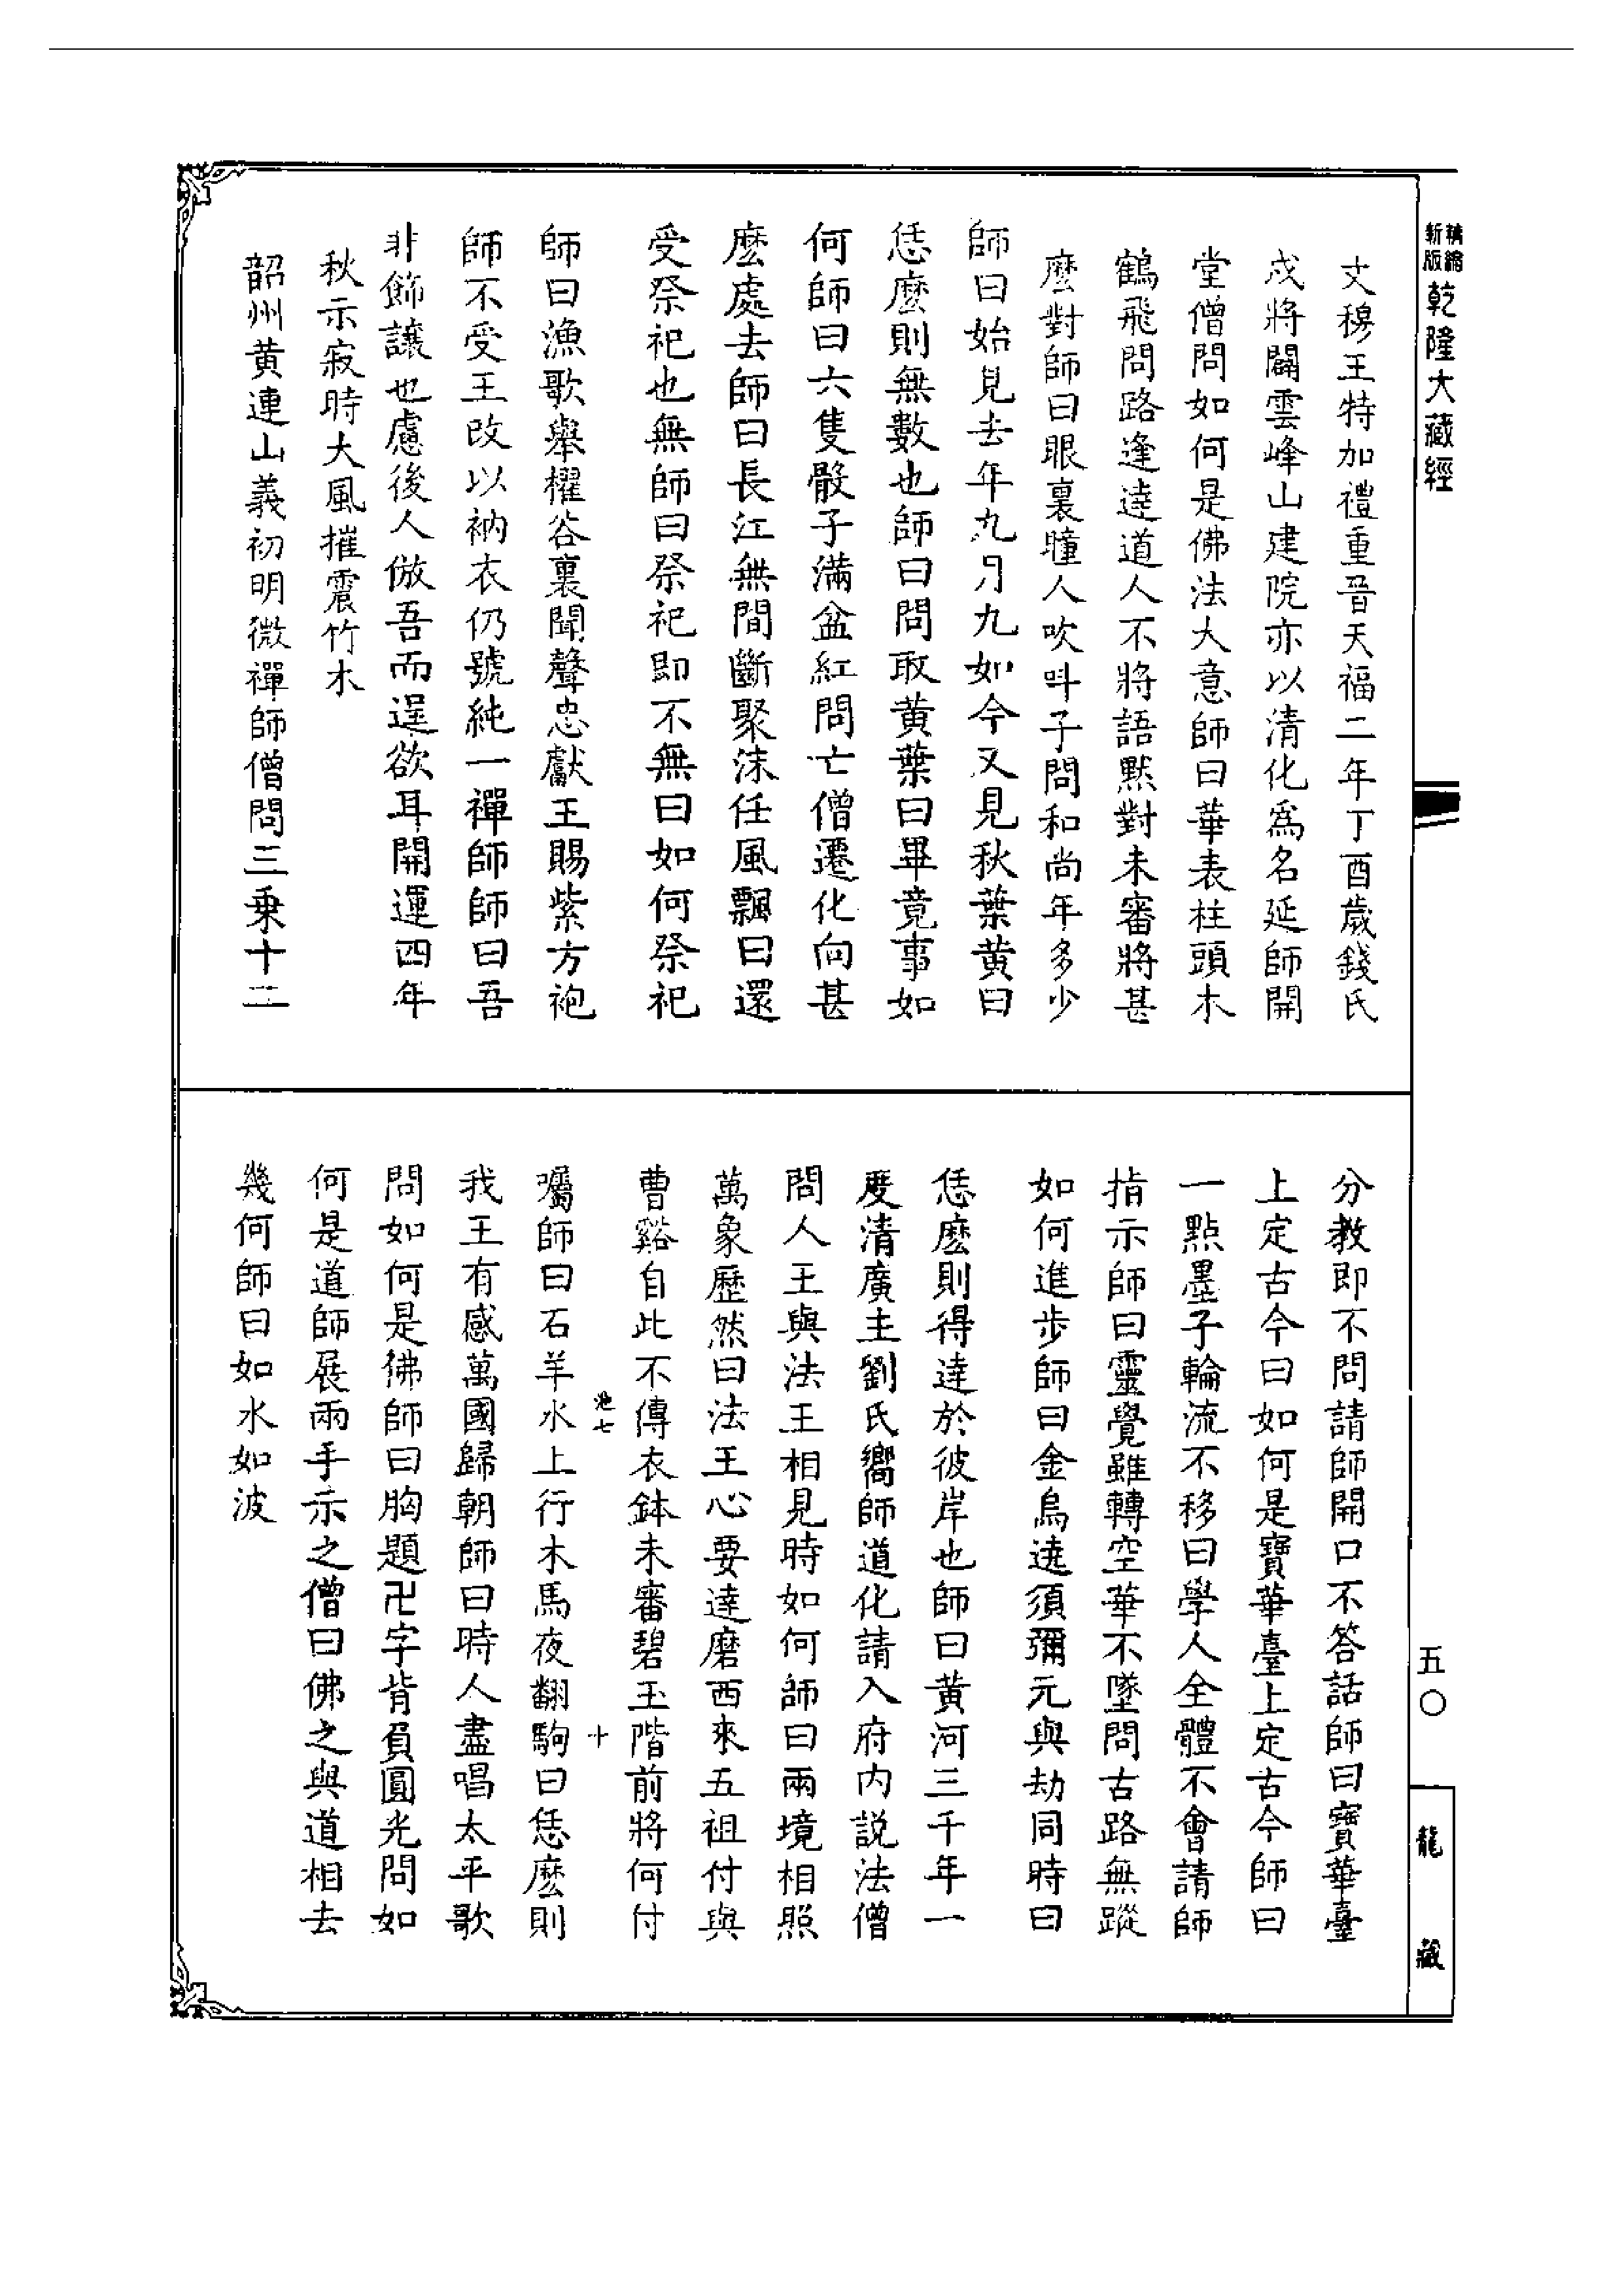 精編
新版
乾隆大藏經
文穆王特加禮重晉天福二年丁酉歲錢氏
戍將闢雲峰山建院亦以清化爲名延師開
堂僧問如何是佛法大意師曰華表柱頭木
鶴飛問路逢達道人不將語默對未審將甚
麼對師曰眼裏瞳人吹呌子問和尚年多少
師曰始見去年九月九如今又見秋葉黃曰
恁麼則無數也師曰問取黃葉曰畢竟事如
何師曰六隻骰子滿盆紅問亡僧遷化向甚
麼處去師曰長江無間斷聚沫任風飄曰還
受祭祀也無師曰祭祀即不無曰如何祭祀
師曰漁歌舉櫂谷裏聞聲忠獻王賜紫方袍
師不受王改以衲衣仍號純一禪師師曰吾
非飾讓也慮後人倣吾而逞欲耳開運四年
秋示寂時大風摧震竹木
韶州黃連山義初明微禪師僧問三乘十二
分教即不問請師開口不答話師曰寶華臺
上定古今曰如何是寶華臺上定古今師曰
一點墨子輪流不移曰學人全體不會請師
指示師曰靈覺雖轉空華不墜問古路無蹤
如何進步師曰金烏遶須彌元與劫同時曰
恁麼則得達於彼岸也師曰黃河三千年一
度清廣主劉氏嚮師道化請入府内説法僧
問人王與法王相見時如何師曰兩境相照
萬象歷然曰法王心要達磨西來五祖付與
曹谿自此不傳衣鉢未審碧玉階前將何付
囑師曰石羊水上行木馬夜翻駒曰恁麼則
我王有感萬國歸朝師曰時人盡唱太平歌
問如何是佛師曰胸題卍字背負圓光問如
何是道師展兩手示之僧曰佛之與道相去
幾何師曰如水如波
池七
十
五〇
龍藏